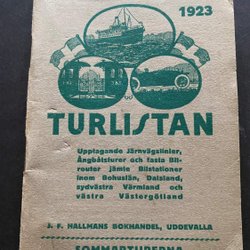 1923
TURLISTAN
Upptagande Järnvägslinier,
Ångbåtsturer och fasta Bil-
router jämte Bilstationer
inom Bohuslän, Dalsland,
sydvästra Värmland och
västra Västergötland
J. F. HALLMANS BOKHANDEL, UDDEVALLA